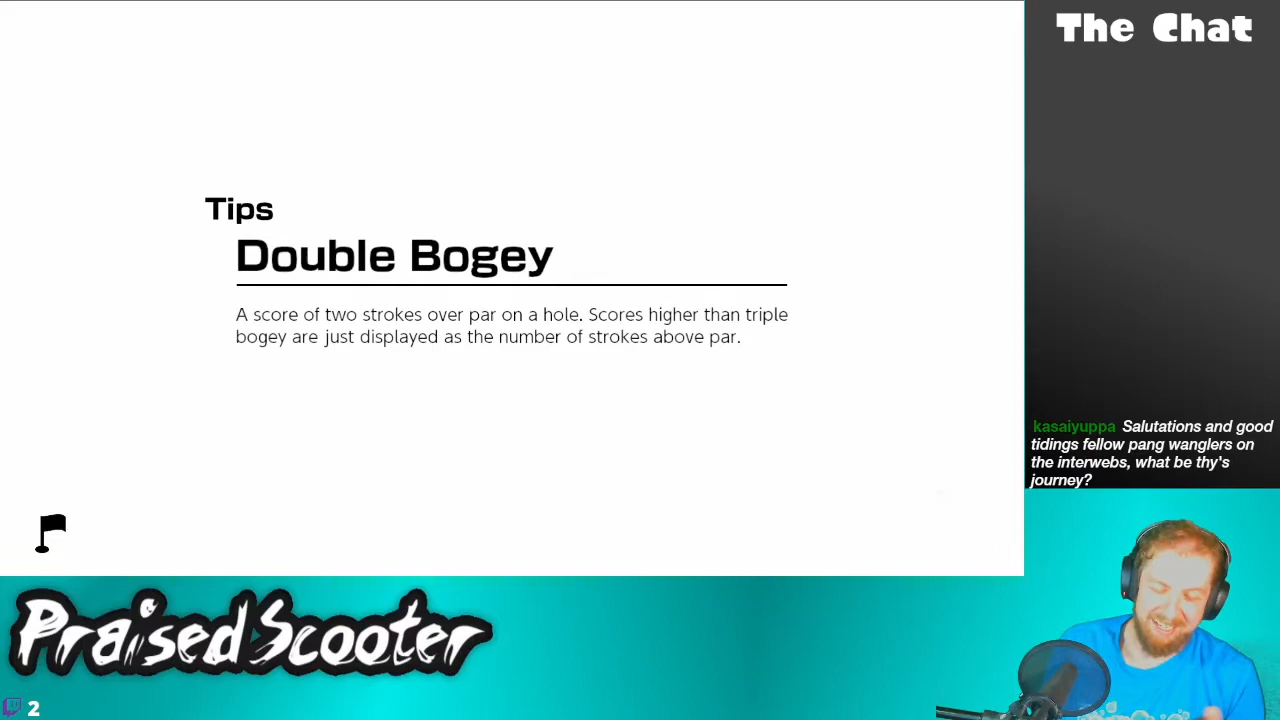 The Chat
Tips
Double Bogey
A score of two strokes over par on a hole. Scores higher than triple
bogey are just displayed as the number of strokes above par.
kasaiyuppa Salutations and good
tidings fellow pang wanglers on
the interwebs, what be thy's
journey?
PraisedScooter
2